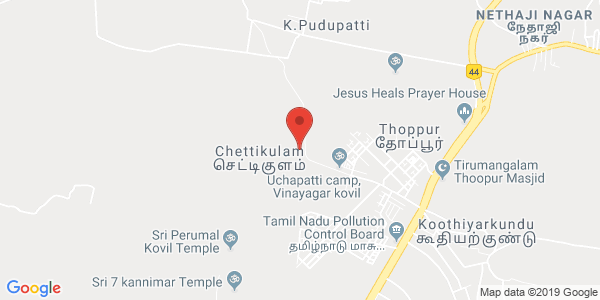 K.Pudupatti
NETHAJI NAGAR
நேதாஜி
நகர்
44
Jesus Heals Prayer House
Thoppur
தோப்பூர்
Chettikulam
செட்டிகுளம்
Uchapatti camp,
Vinayagar kovil
Tirumangalam
Thoopur Masjid
Tamil Nadu Pollution
Control Board
தமிழ்நாடு மாசு...
Koothiyarkundu
கூதியற்குண்டு
Sri Perumal
Kovil Temple
Sri 7 kannimar Temple
Google
Map data ©2019 Google